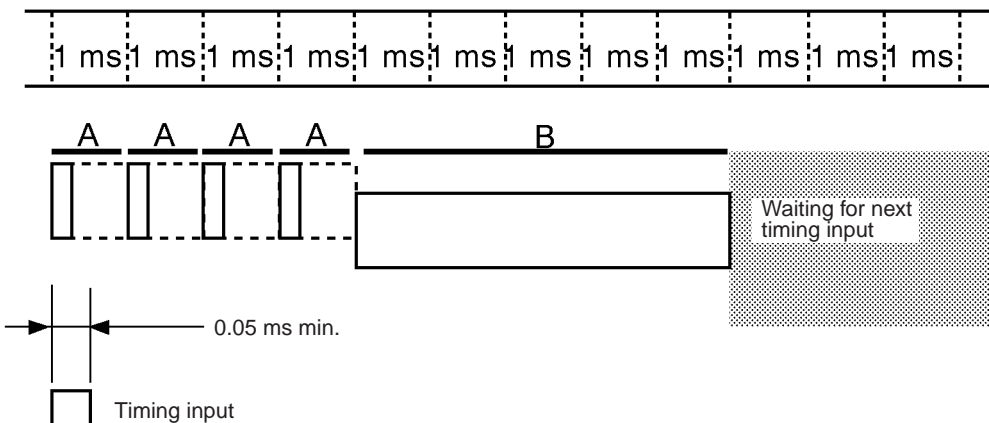 1 ms 1 ms 1 ms 1 ms 1 ms 1 ms 1 ms 1 ms 1 ms 1 ms 1 ms 1 ms
A A A A B
Waiting for next
timing input
0.05 ms min.
Timing input